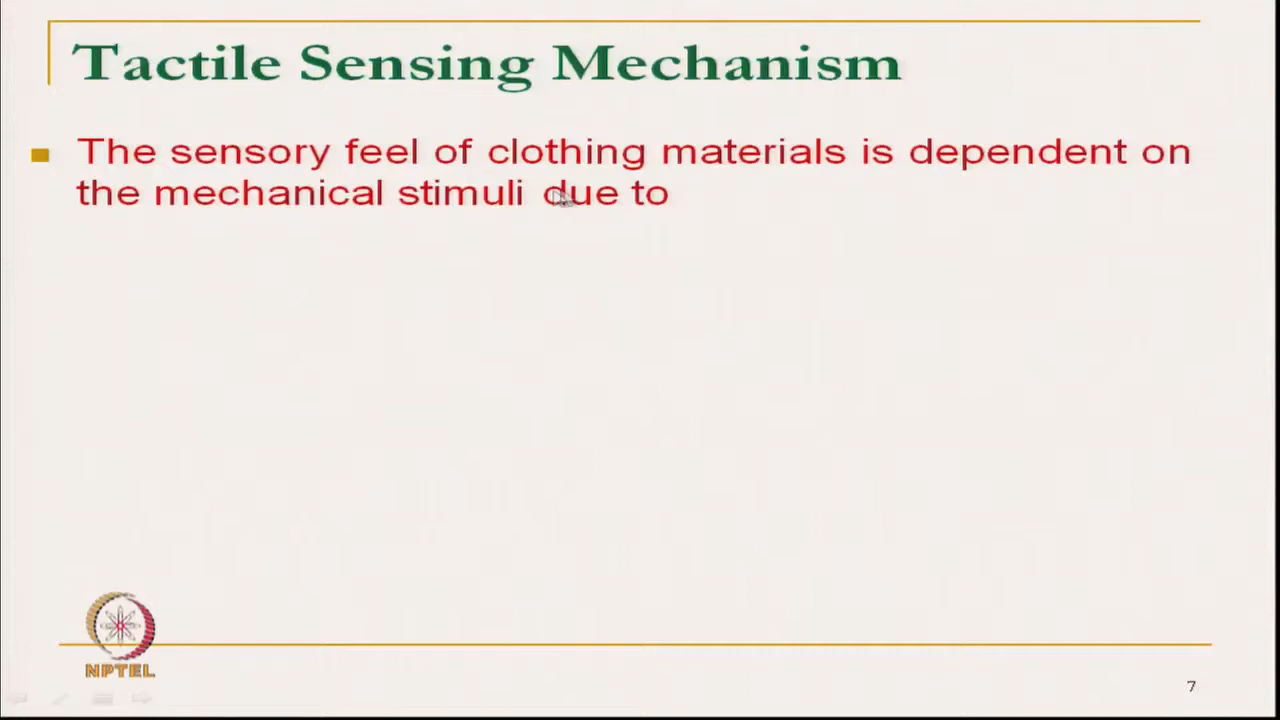 Tactile Sensing Mechanism
The sensory feel of clothing materials is dependent on
the mechanical stimuli due to
NPTEL
7